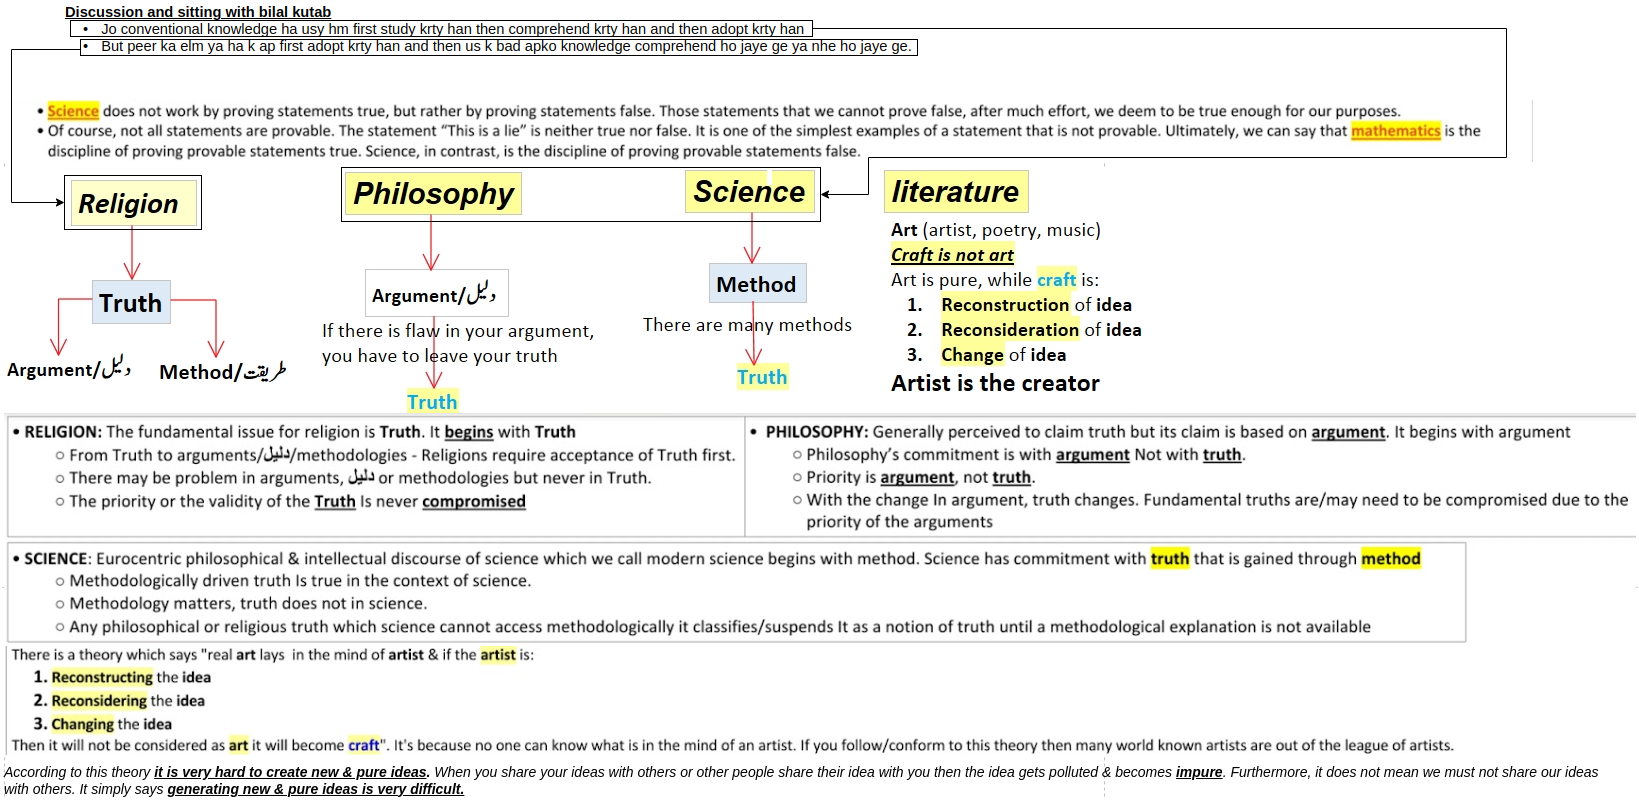 Discussion and sitting with bilal kutab
• Jo conventional knowledge ha usy hm first study krty han then comprehend krty han and then adopt krty han
• But peer ka elm ya ha k ap first adopt krty han and then us k bad apko knowledge comprehend ho jaye ge ya nhe ho jaye ge.
• Science does not work by proving statements true, but rather by proving statements false. Those statements that we cannot prove false, after much effort, we deem to be true enough for our purposes.
• Of course, not all statements are provable. The statement “This is a lie” is neither true nor false. It is one of the simplest examples of a statement that is not provable. Ultimately, we can say that mathematics is the
discipline of proving provable statements true. Science, in contrast, is the discipline of proving provable statements false.
Religion
Truth
Argument/دلیل
Method/طریقت
Philosophy
Argument/دلیل
If there is flaw in your argument,
you have to leave your truth
Truth
Science
Method
There are many methods
Truth
literature
Art (artist, poetry, music)
Craft is not art
Art is pure, while craft is:
1. Reconstruction of idea
2. Reconsideration of idea
3. Change of idea
Artist is the creator
• RELIGION: The fundamental issue for religion is Truth. It begins with Truth
○ From Truth to arguments/دلیل/methodologies - Religions require acceptance of Truth first.
○ There may be problem in arguments, دلیل or methodologies but never in Truth.
○ The priority or the validity of the Truth Is never compromised
• PHILOSOPHY: Generally perceived to claim truth but its claim is based on argument. It begins with argument
○ Philosophy’s commitment is with argument Not with truth.
○ Priority is argument, not truth.
○ With the change In argument, truth changes. Fundamental truths are/may need to be compromised due to the
priority of the arguments
• SCIENCE: Eurocentric philosophical & intellectual discourse of science which we call modern science begins with method. Science has commitment with truth that is gained through method
○ Methodologically driven truth Is true in the context of science.
○ Methodology matters, truth does not in science.
○ Any philosophical or religious truth which science cannot access methodologically it classifies/suspends It as a notion of truth until a methodological explanation is not available
There is a theory which says "real art lays in the mind of artist & if the artist is:
1. Reconstructing the idea
2. Reconsidering the idea
3. Changing the idea
Then it will not be considered as art it will become craft". It's because no one can know what is in the mind of an artist. If you follow/conform to this theory then many world known artists are out of the league of artists.
According to this theory it is very hard to create new & pure ideas. When you share your ideas with others or other people share their idea with you then the idea gets polluted & becomes impure. Furthermore, it does not mean we must not share our ideas
with others. It simply says generating new & pure ideas is very difficult.